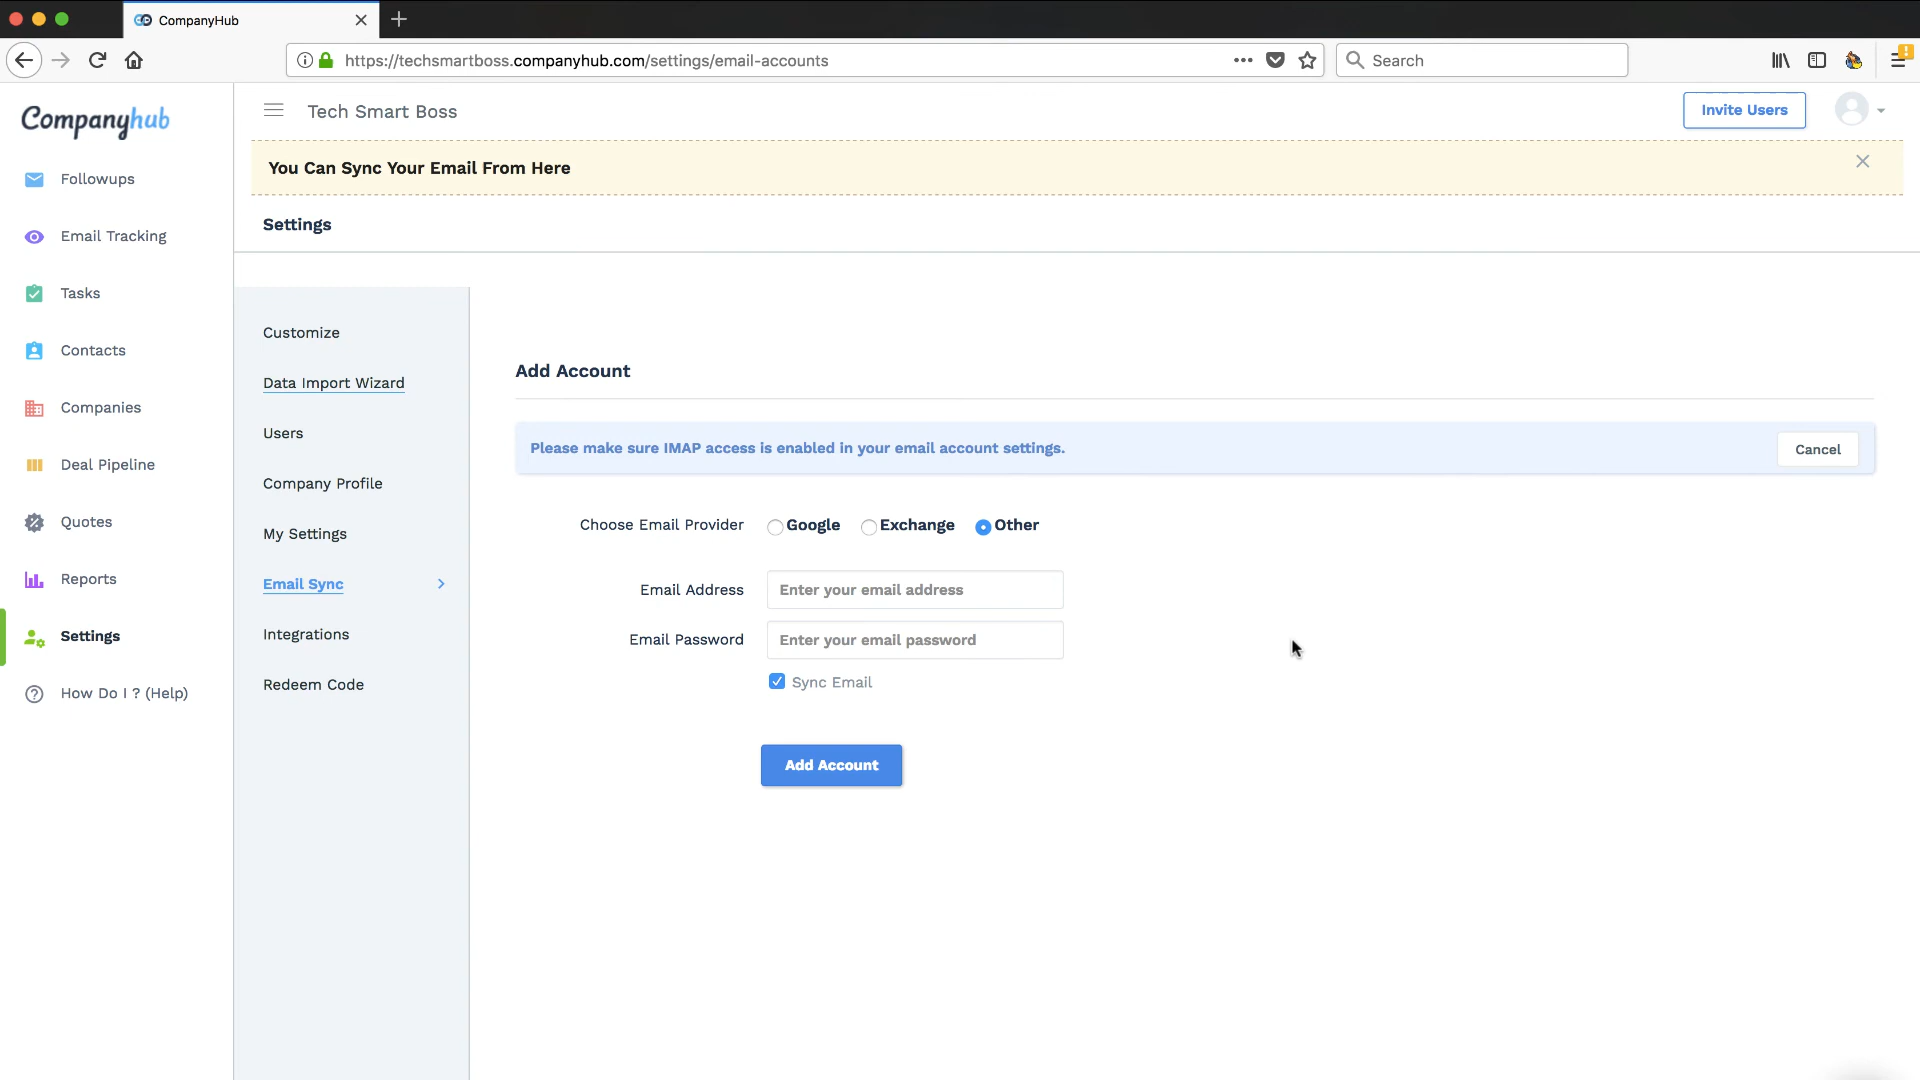 CompanyHub
https://techsmartboss.companyhub.com/settings/email-accounts
Search
Companyhub
Tech Smart Boss
Invite Users
You Can Sync Your Email From Here
Settings
Followups
Email Tracking
Tasks
Contacts
Companies
Deal Pipeline
Quotes
Reports
Settings
How Do I ? (Help)
Customize
Data Import Wizard
Users
Company Profile
My Settings
Email Sync
Integrations
Redeem Code
Add Account
Please make sure IMAP access is enabled in your email account settings.
Cancel
Choose Email Provider Google Exchange Other
Email Address Enter your email address
Email Password Enter your email password
Sync Email
Add Account